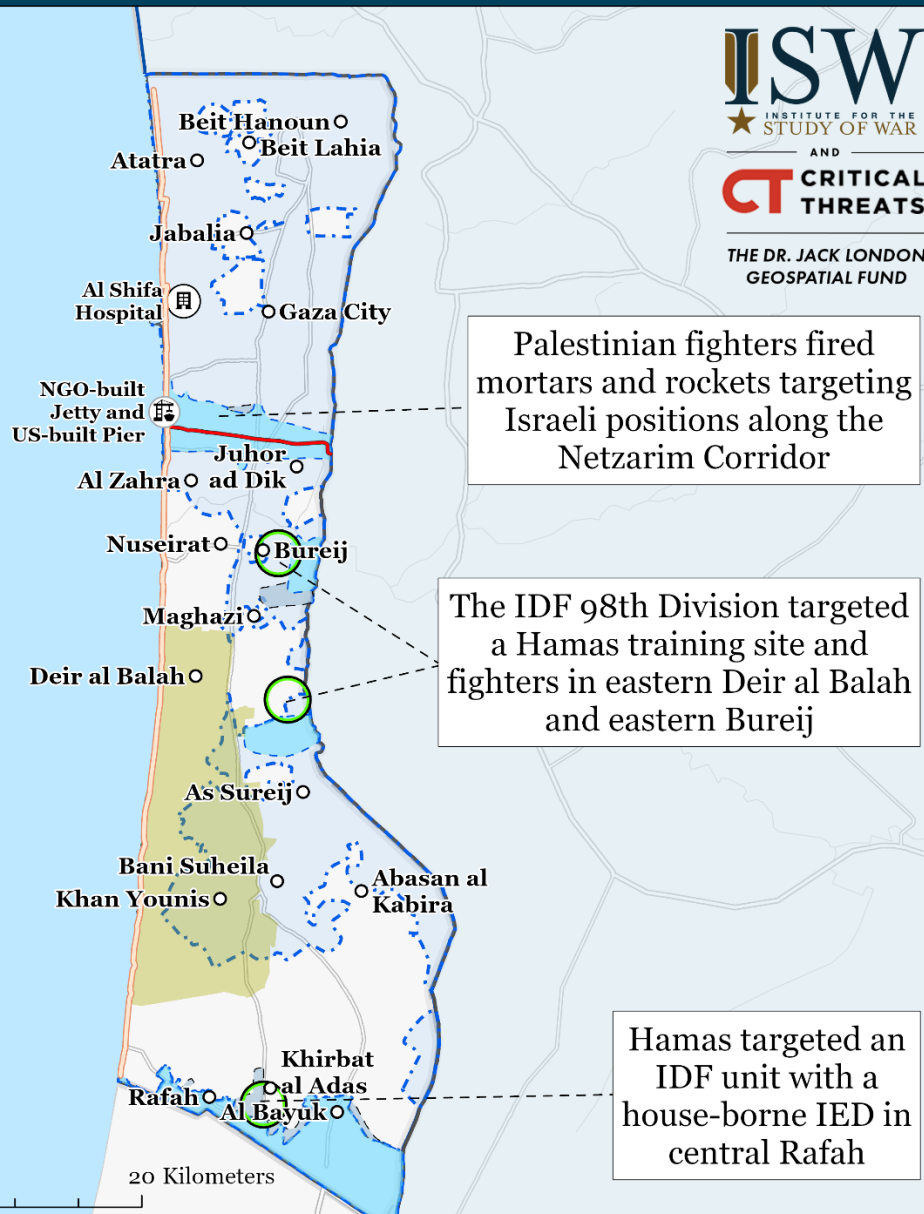 ISW
INSTITUTE FOR THE
STUDY OF WAR
AND
CT CRITICAL
THREATS
THE DR. JACK LONDON
GEOSPATIAL FUND
Beit Hanoun
Beit Lahia
Atatra
Jabalia
Al Shifa
Hospital
Gaza City
Palestinian fighters fired
mortars and rockets targeting
Israeli positions along the
Netzarim Corridor
NGO-built
Jetty and
US-built Pier
Juhor
ad Dik
Al Zahra
Nuseirat
Bureij
The IDF 98th Division targeted
a Hamas training site and
fighters in eastern Deir al Balah
and eastern Bureij
Maghazi
Deir al Balah
As Sureij
Bani Suheila
Abasan al
Kabira
Khan Younis
Hamas targeted an
IDF unit with a
house-borne IED in
central Rafah
Khirbat
al Adas
Rafah
Al Bayuk
20 Kilometers